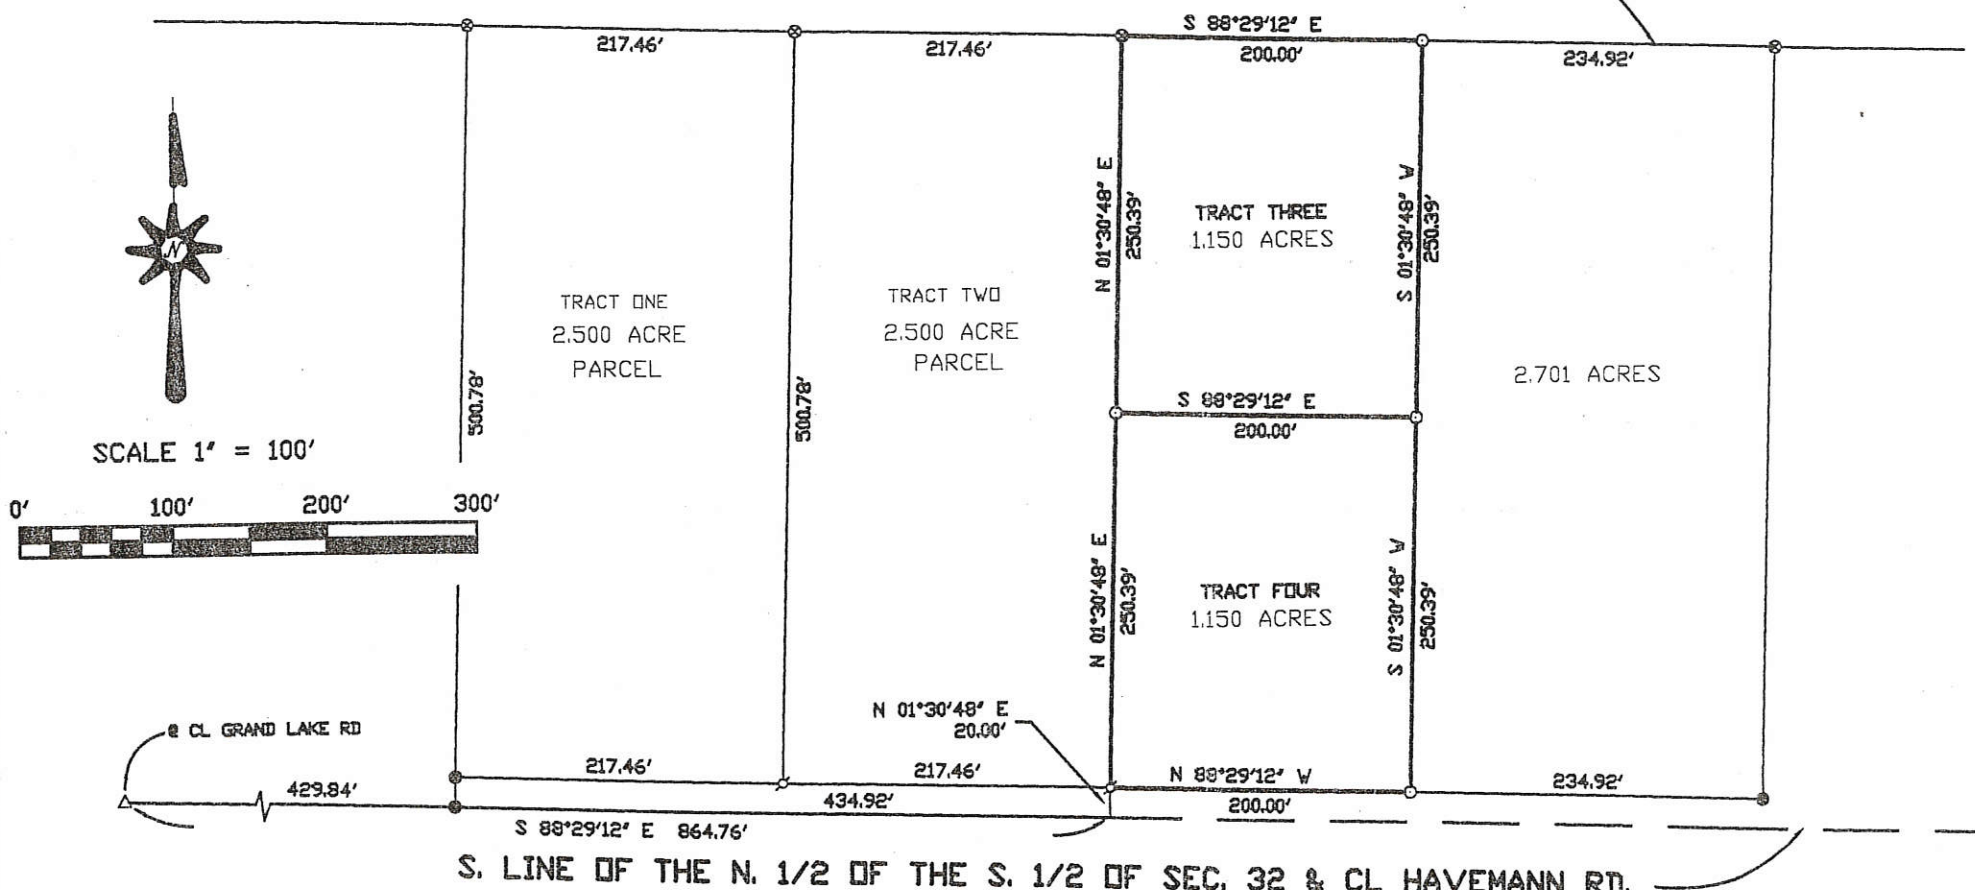 S 88°29'12" E
217.46'
217.46'
200.00'
234.92'
N 01°30'48" E
250.39'
TRACT THREE
1.150 ACRES
S 01°30'48" W
250.39'
N
TRACT ONE
2.500 ACRE
PARCEL
TRACT TWO
2.500 ACRE
PARCEL
2.701 ACRES
500.78'
500.78'
S 88°29'12" E
200.00'
SCALE 1" = 100'
0' 100' 200' 300'
N 01°30'48" E
250.39'
TRACT FOUR
1.150 ACRES
S 01°30'48" W
250.39'
N 01°30'48" E
20.00'
@ CL GRAND LAKE RD
217.46'
217.46'
N 88°29'12" W
234.92'
429.84'
434.92'
200.00'
S 88°29'12" E 864.76'
S. LINE OF THE N. 1/2 OF THE S. 1/2 OF SEC. 32 & CL HAVEMANN RD.